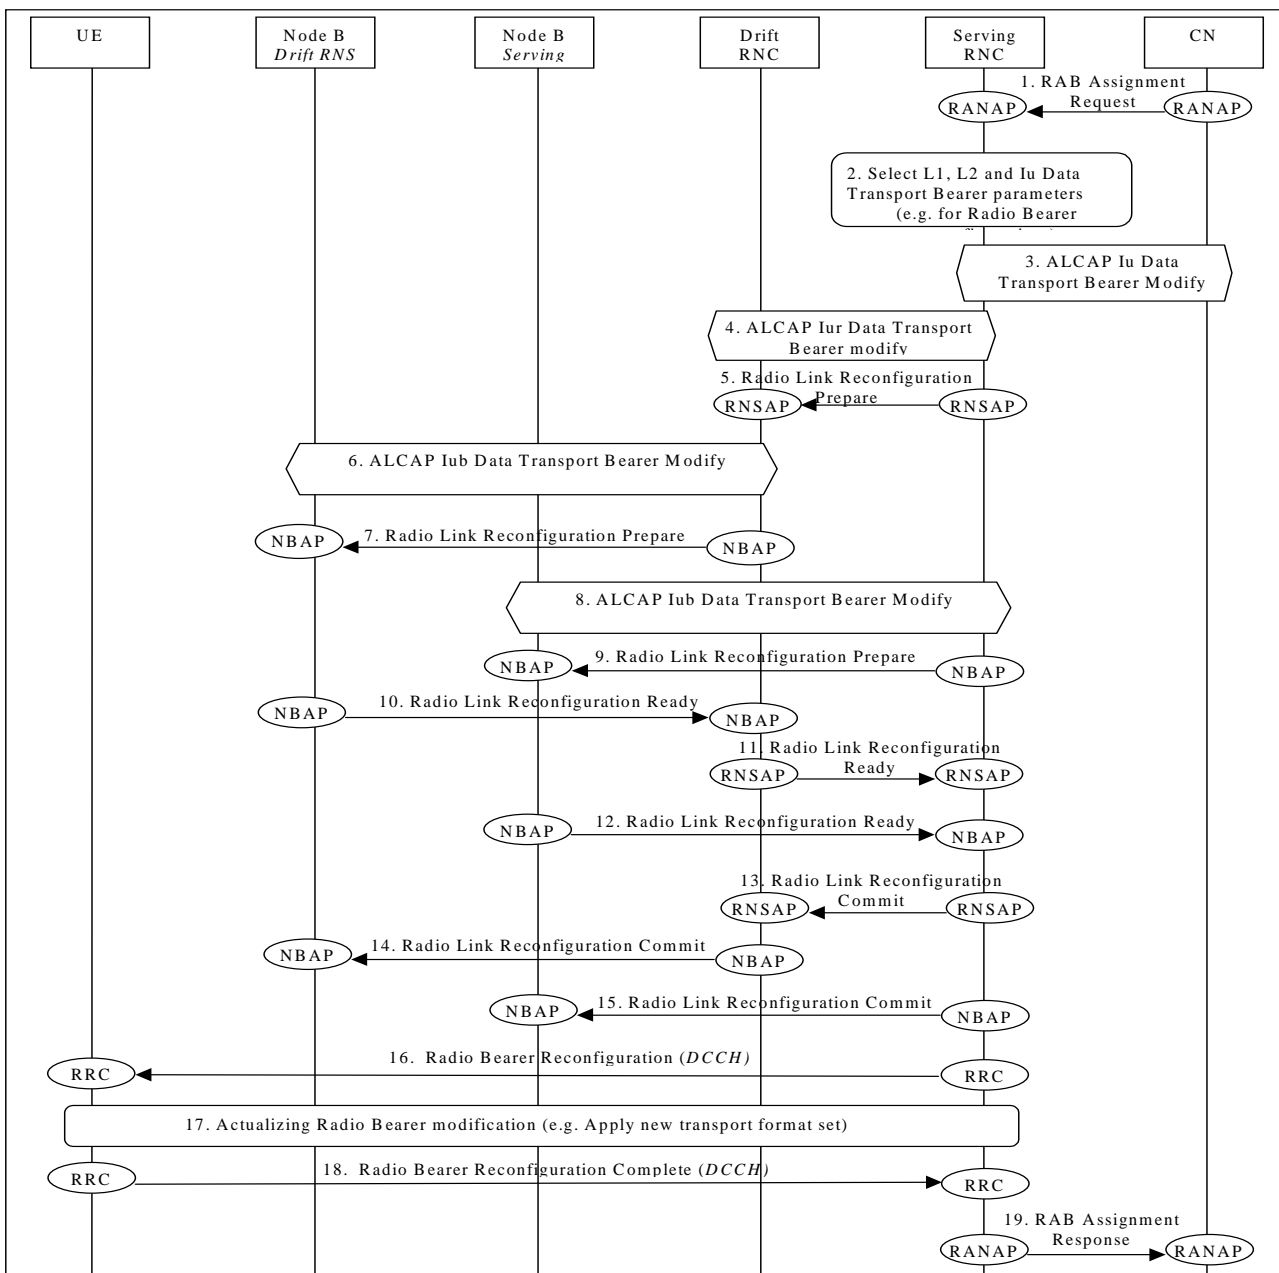 UE
Node B
Drift RNS
Node B
Serving
Drift
RNC
Serving
RNC
CN
1. RAB Assignment
Request
RANAP
RANAP
2. Select L1, L2 and Iu Data
Transport Bearer parameters
(e.g. for Radio Bearer
3. ALCAP Iu Data
Transport Bearer Modify
4. ALCAP Iur Data Transport
Bearer modify
5. Radio Link Reconfiguration
Prepare
RNSAP
RNSAP
6. ALCAP Iub Data Transport Bearer Modify
7. Radio Link Reconfiguration Prepare
NBAP
NBAP
8. ALCAP Iub Data Transport Bearer Modify
9. Radio Link Reconfiguration Prepare
NBAP
NBAP
10. Radio Link Reconfiguration Ready
NBAP
NBAP
11. Radio Link Reconfiguration
Ready
RNSAP
RNSAP
12. Radio Link Reconfiguration Ready
NBAP
NBAP
13. Radio Link Reconfiguration
Commit
RNSAP
RNSAP
14. Radio Link Reconfiguration Commit
NBAP
NBAP
15. Radio Link Reconfiguration Commit
NBAP
NBAP
16. Radio Bearer Reconfiguration (DCCH)
RRC
RRC
17. Actualizing Radio Bearer modification (e.g. Apply new transport format set)
18. Radio Bearer Reconfiguration Complete (DCCH)
RRC
RRC
19. RAB Assignment
Response
RANAP
RANAP